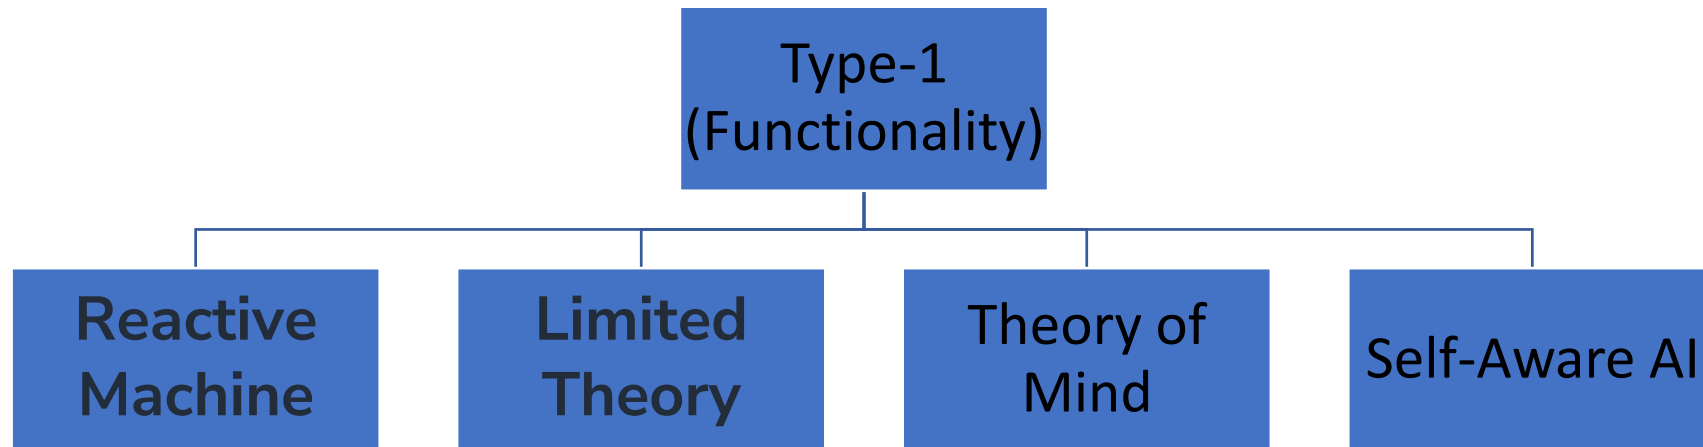 Type-1
(Functionality)
Reactive
Machine
Limited
Theory
Theory of
Mind
Self-Aware AI